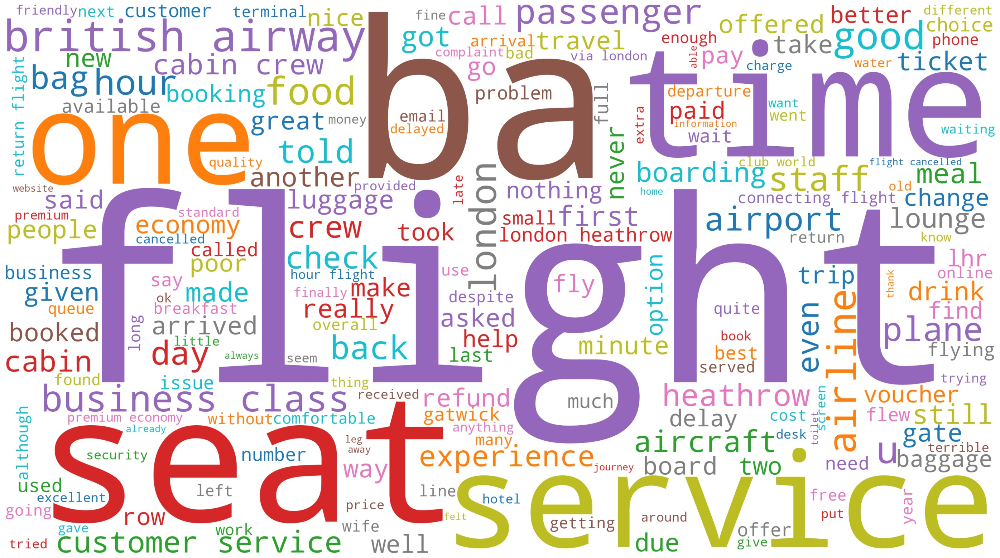 friendly
next
customer
terminal
nice
fine
call
passenger
offered
better
different
british airway
got
arrival
travel
enough
take
good
choice
phone
new
cabin crew
complaint
bad
go
via london
able
pay
charge
water
ticket
return flight
bag
hour
booking
food
ba
problem
full
time
departure
available
one
great
money
email
delayed
extra
paid
want
went
information
wait
waiting
quality
told
never
another
london
boarding
club world
staff
flight cancelled
meal
website
said
provided
luggage
late
nothing
home
connecting flight
old
change
premium
standard
people
economy
cancelled
crew
took
small
first
london heathrow
airport
return
lounge
know
flight
called
poor
check
option
lhr
business
say
hour flight
use
fly
trip
thank
online
given
ok
made
finally
make
despite
drink
queue
breakfast
really
quite
even
airline
find
booked
long
arrived
overall
asked
plane
little
help
book
minute
flying
cabin
day
always
seem
back
last
best
served
found
issue
thing
trying
business class
received
refund
heathrow
screen
voucher
although
premium economy
without
comfortable
gatwick
delay
cost
toilet
flew
still
already
anything
seat
leg
away
many
aircraft
desk
gate
u
terrible
security
number
experience
way
journey
board
two
need
baggage
used
left
line
service
excellent
hotel
free
year
going
row
price
felt
getting
around
put
gave
work
wife
offer
tried
customer service
well
due
give